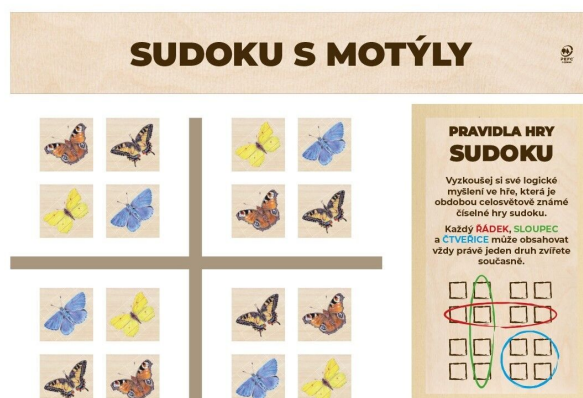 SUDOKU S MOTÝLY
PEFC
PRAVIDLA HRY
SUDOKU
Vyzkoušej si své logické
myšlení ve hře, která je
obdobou celosvětově známé
číselné hry sudoku.
Každý ŘÁDEK, SLOUPEC
a ČTVEŘICE může obsahovat
vždy právě jeden druh zvířete
současně.